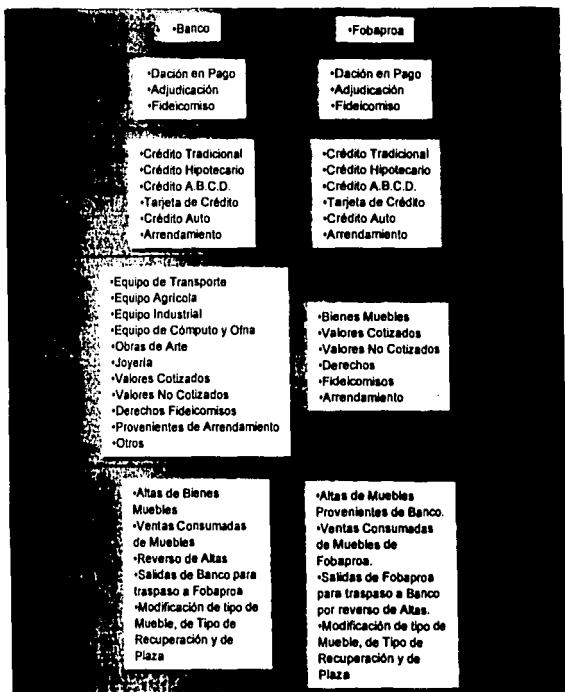 •Banco
•Fobaproa
•Dación en Pago
•Adjudicación
•Fideicomiso
•Dación en Pago
•Adjudicación
•Fideicomiso
•Crédito Tradicional
•Crédito Hipotecario
•Crédito A.B.C.D.
•Tarjeta de Crédito
•Crédito Auto
•Arrendamiento
•Crédito Tradicional
•Crédito Hipotecario
•Crédito A.B.C.D.
•Tarjeta de Crédito
•Crédito Auto
•Arrendamiento
•Equipo de Transporte
•Equipo Agrícola
•Equipo Industrial
•Equipo de Cómputo y Ofna
•Obras de Arte
•Joyería
•Valores Cotizados
•Valores No Cotizados
•Derechos Fideicomisos
•Provenientes de Arrendamiento
•Otros
•Bienes Muebles
•Valores Cotizados
•Valores No Cotizados
•Derechos
•Fideicomisos
•Arrendamiento
•Altas de Bienes
Muebles
•Ventas Consumadas
de Muebles
•Reverso de Altas
•Salidas de Banco para
traspaso a Fobaproa
•Modificación de tipo de
Mueble, de Tipo de
Recuperación y de
Plaza
•Altas de Muebles
Provenientes de Banco.
•Ventas Consumadas
de Muebles de
Fobaproa.
•Salidas de Fobaproa
para traspaso a Banco
por reverso de Altas.
•Modificación de tipo de
Mueble, de Tipo de
Recuperación y de
Plaza